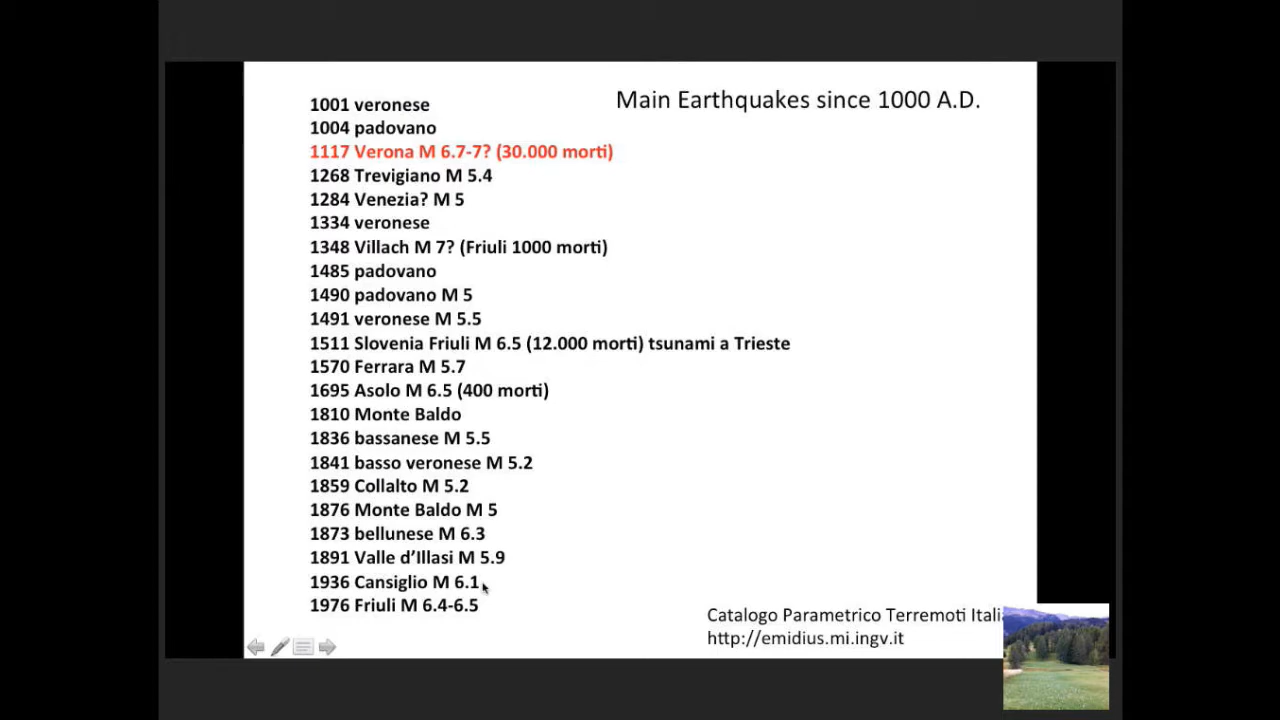 Main Earthquakes since 1000 A.D.
1001 veronese
1004 padovano
1117 Verona M 6.7-7? (30.000 morti)
1268 Trevigiano M 5.4
1284 Venezia? M 5
1334 veronese
1348 Villach M 7? (Friuli 1000 morti)
1485 padovano
1490 padovano M 5
1491 veronese M 5.5
1511 Slovenia Friuli M 6.5 (12.000 morti) tsunami a Trieste
1570 Ferrara M 5.7
1695 Asolo M 6.5 (400 morti)
1810 Monte Baldo
1836 bassanese M 5.5
1841 basso veronese M 5.2
1859 Collalto M 5.2
1876 Monte Baldo M 5
1873 bellunese M 6.3
1891 Valle d’Illasi M 5.9
1936 Cansiglio M 6.1
1976 Friuli M 6.4-6.5
Catalogo Parametrico Terremoti
http://emidius.mi.ingv.it